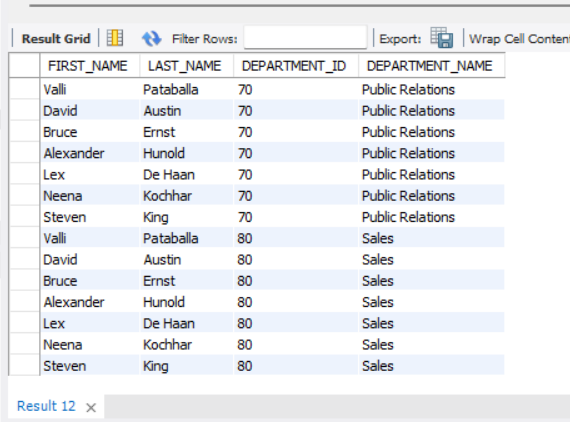 Result Grid Filter Rows: Export: Wrap Cell Content
FIRST_NAME LAST_NAME DEPARTMENT_ID DEPARTMENT_NAME
Valli Pataballa 70 Public Relations
David Austin 70 Public Relations
Bruce Ernst 70 Public Relations
Alexander Hunold 70 Public Relations
Lex De Haan 70 Public Relations
Neena Kochhar 70 Public Relations
Steven King 70 Public Relations
Valli Pataballa 80 Sales
David Austin 80 Sales
Bruce Ernst 80 Sales
Alexander Hunold 80 Sales
Lex De Haan 80 Sales
Neena Kochhar 80 Sales
Steven King 80 Sales
Result 12